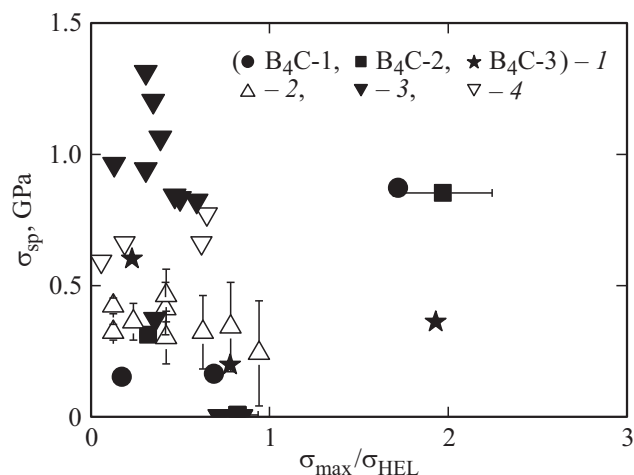 1.5
(● B₄C-1, ■ B₄C-2, ★ B₄C-3) – 1
△ – 2, ▼ – 3, ▽ – 4
1.0
σsp, GPa
0.5
0
0 1 2 3
σmax/σHEL